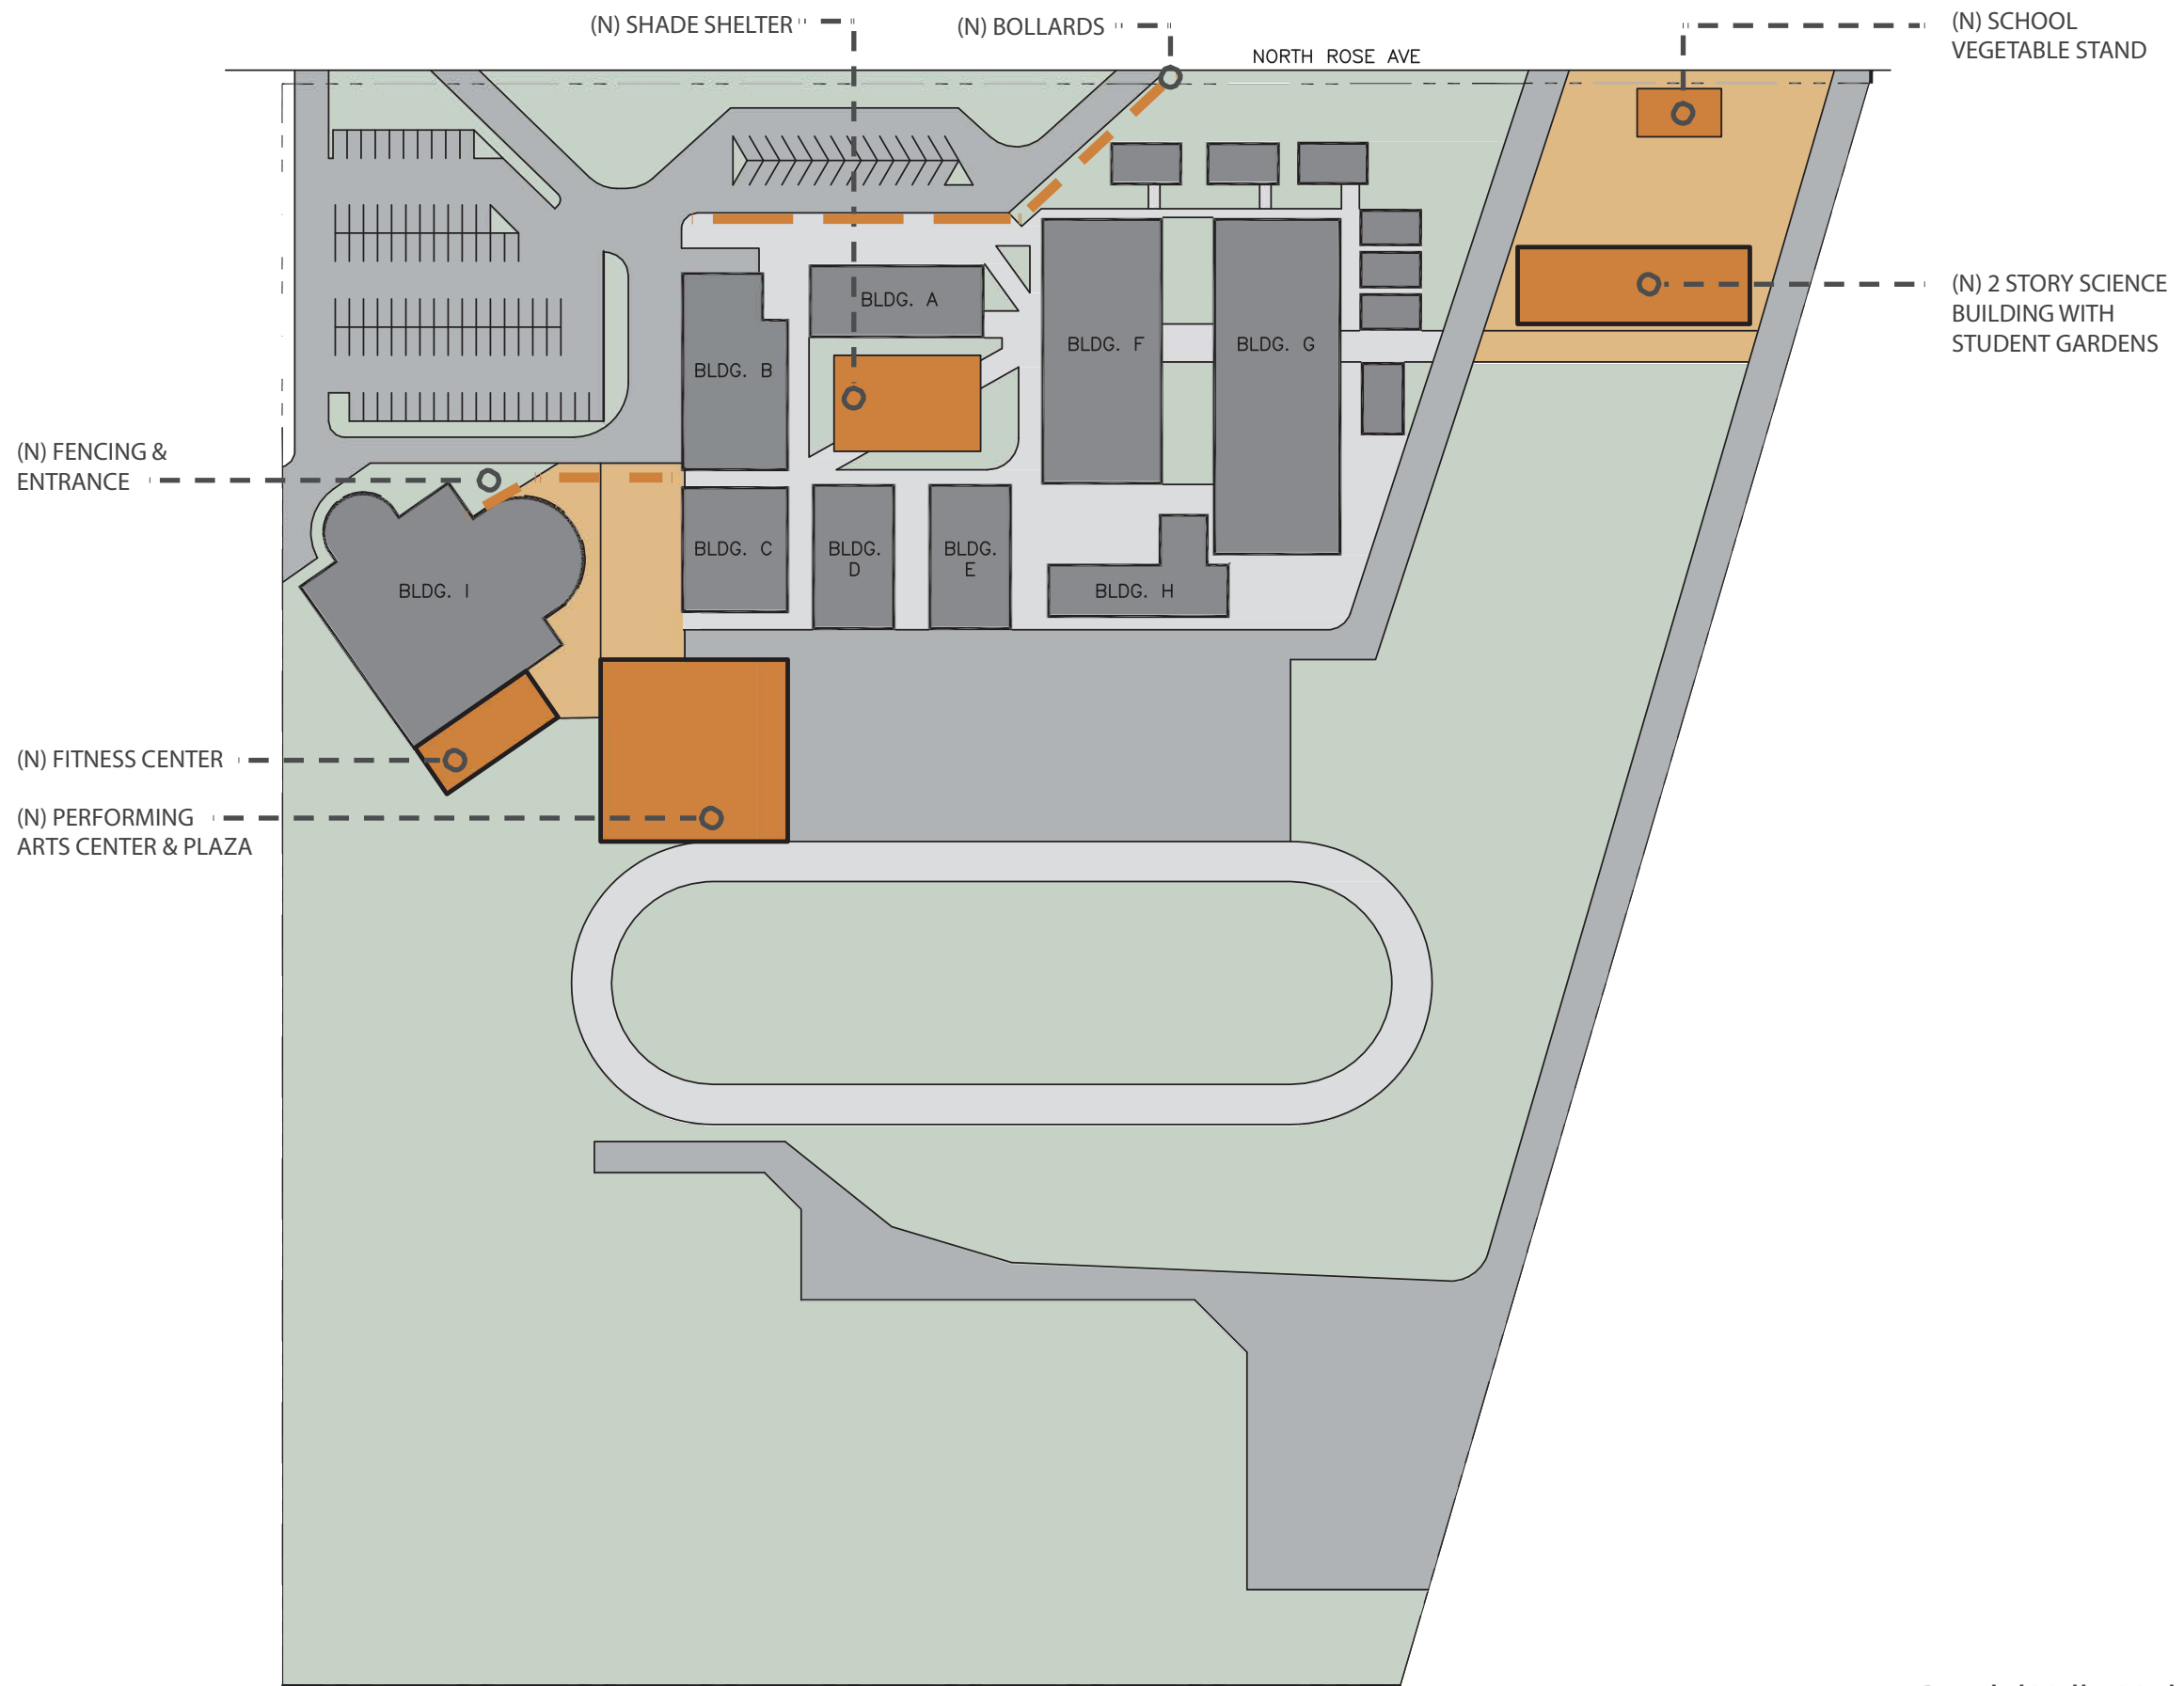 (N) SHADE SHELTER
(N) BOLLARDS
NORTH ROSE AVE
(N) SCHOOL
VEGETABLE STAND
(N) 2 STORY SCIENCE
BUILDING WITH
STUDENT GARDENS
BLDG. A
BLDG. B
BLDG. F
BLDG. G
(N) FENCING &
ENTRANCE
BLDG. C
BLDG.
D
BLDG.
E
BLDG. H
BLDG. I
(N) FITNESS CENTER
(N) PERFORMING
ARTS CENTER & PLAZA